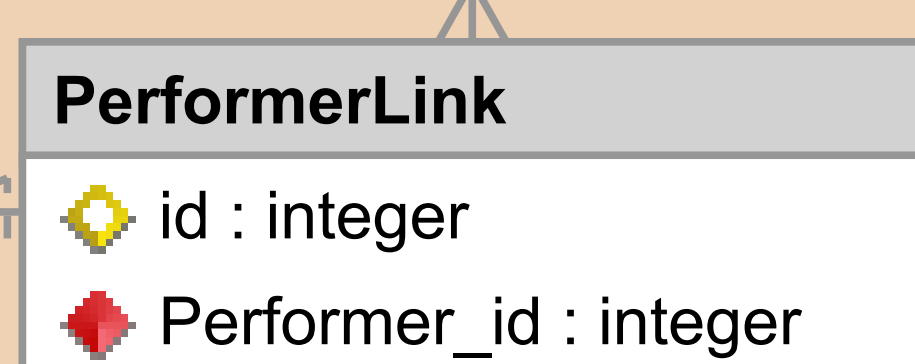 PerformerLink
id : integer
Performer_id : integer